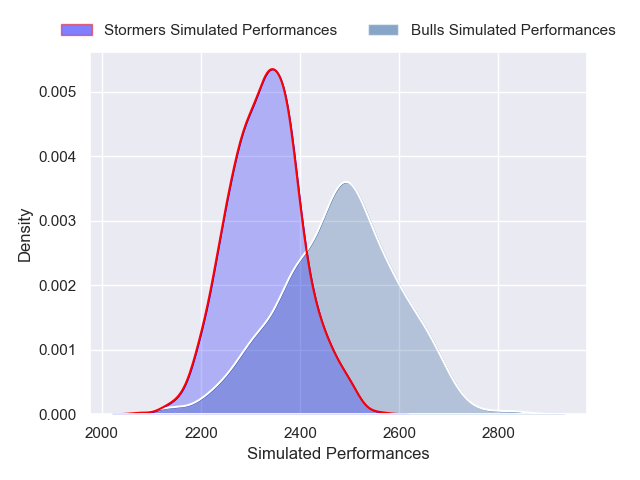 Stormers Simulated Performances Bulls Simulated Performances
0.005
0.004
0.003
0.002
0.001
0.000
Density
2000 2200 2400 2600 2800
Simulated Performances